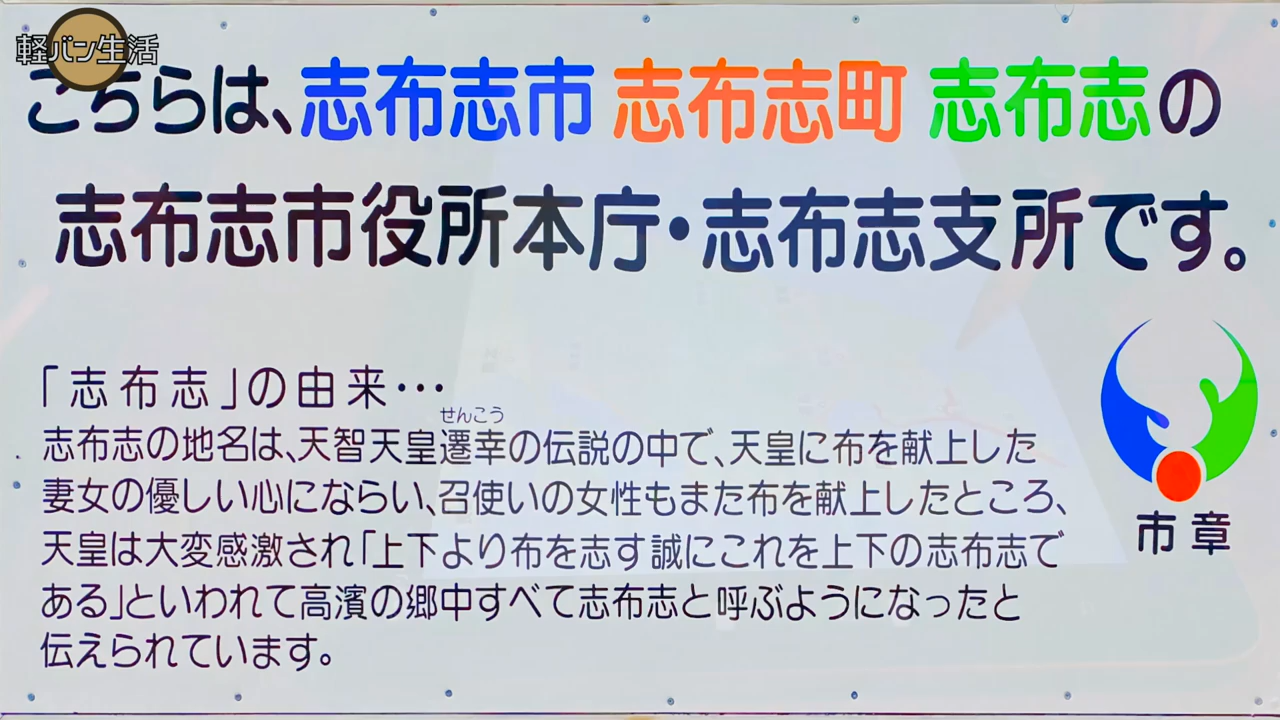 軽バン生活
こちらは、志布志市 志布志町 志布志の
志布志市役所本庁・志布志支所です。
「志布志」の由来・・・
せんこう
志布志の地名は、天智天皇遷幸の伝説の中で、天皇に布を献上した
妻女の優しい心にならい、召使いの女性もまた布を献上したところ、
天皇は大変感激され「上下より布を志す誠にこれを上下の志布志で
ある」といわれて高濱の郷中すべて志布志と呼ぶようになったと
伝えられています。
市章